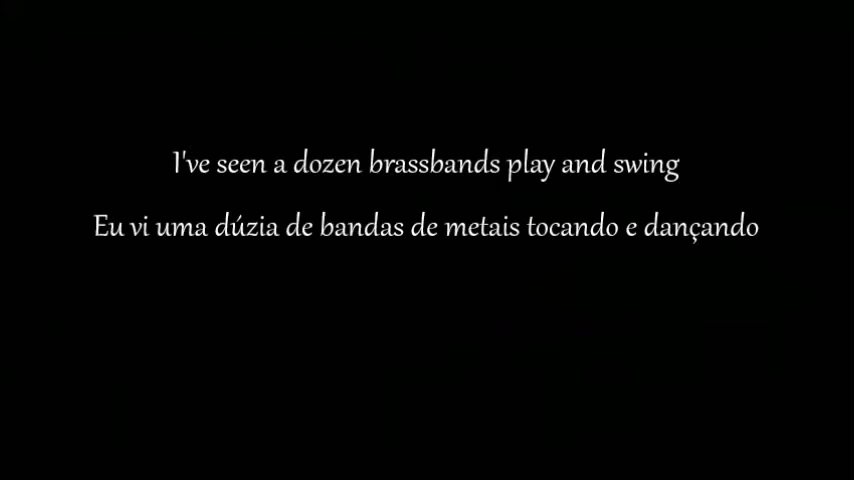 I've seen a dozen brassbands play and swing
Eu vi uma dúzia de bandas de metais tocando e dançando